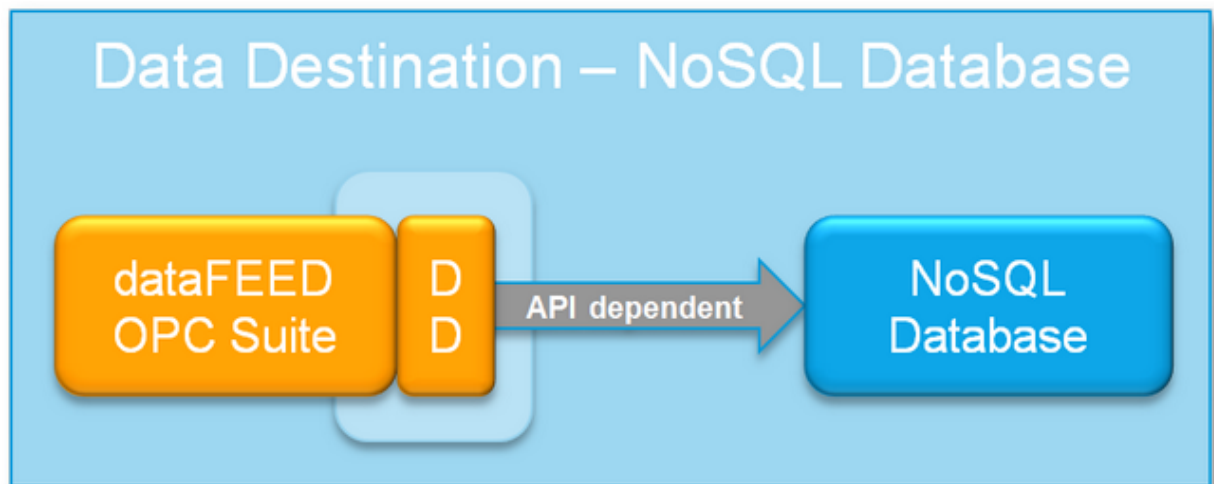 Data Destination – NoSQL Database
dataFEED
OPC Suite
D
D
API dependent
NoSQL
Database